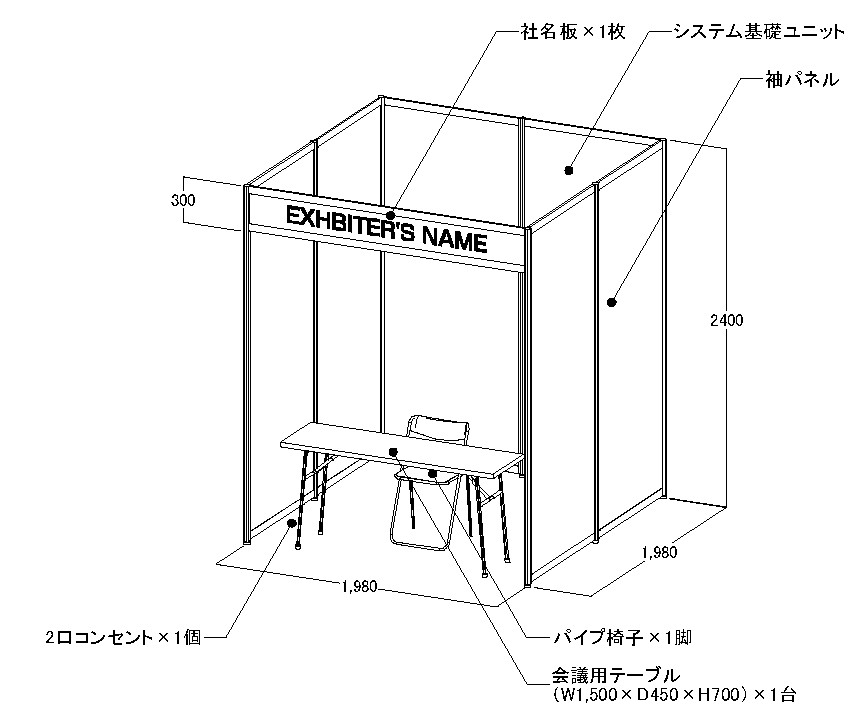 社名板×1枚
システム基礎ユニット
袖パネル
300
EXHBITER'S NAME
2400
1,980
1,980
2口コンセント×1個
パイプ椅子×1脚
会議用テーブル
(W1,500×D450×H700)×1台